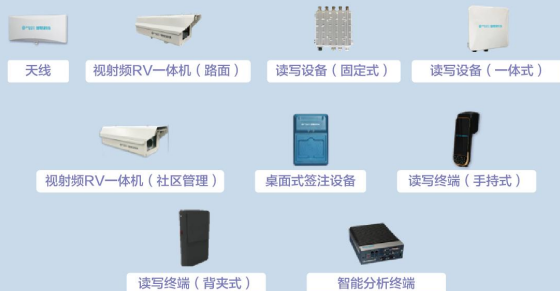 天线
视射频RV一体机（路面）
读写设备（固定式）
读写设备（一体式）
视射频RV一体机（社区管理）
桌面式签注设备
读写终端（手持式）
读写终端（背夹式）
智能分析终端